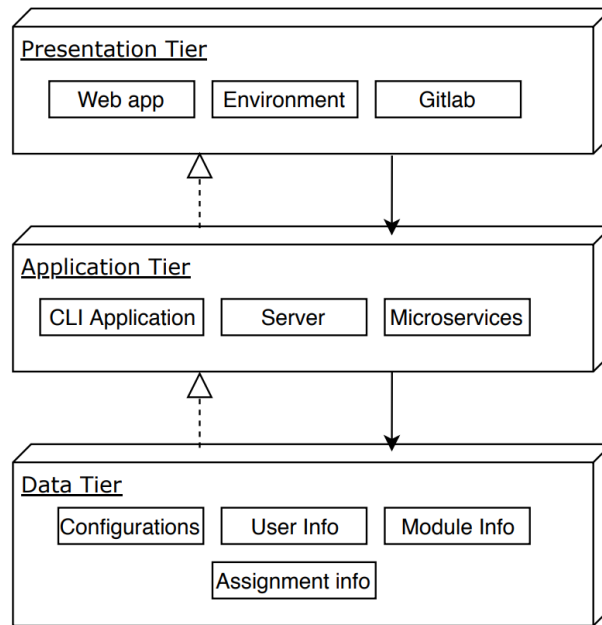 Presentation Tier
Web app
Environment
Gitlab
Application Tier
CLI Application
Server
Microservices
Data Tier
Configurations
User Info
Module Info
Assignment info